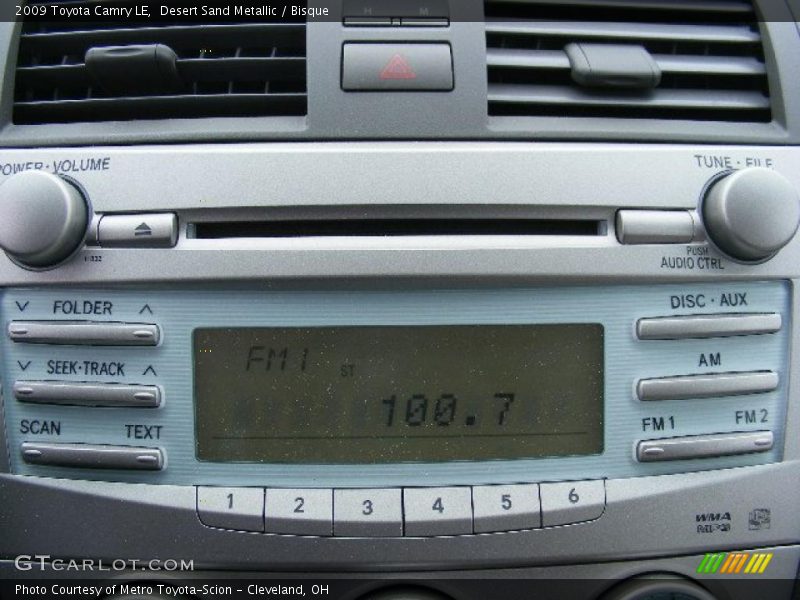 2009 Toyota Camry LE,  Desert Sand Metallic / Bisque
H M
POWER·VOLUME
TUNE · FILE
11832
PUSH
AUDIO CTRL
FOLDER
DISC · AUX
SEEK·TRACK
AM
SCAN TEXT
FM1 FM2
FM1 ST
100.7
1 2 3 4 5 6
WMA
MP3
GTCARLOT.COM
Photo Courtesy of Metro Toyota-Scion - Cleveland, OH